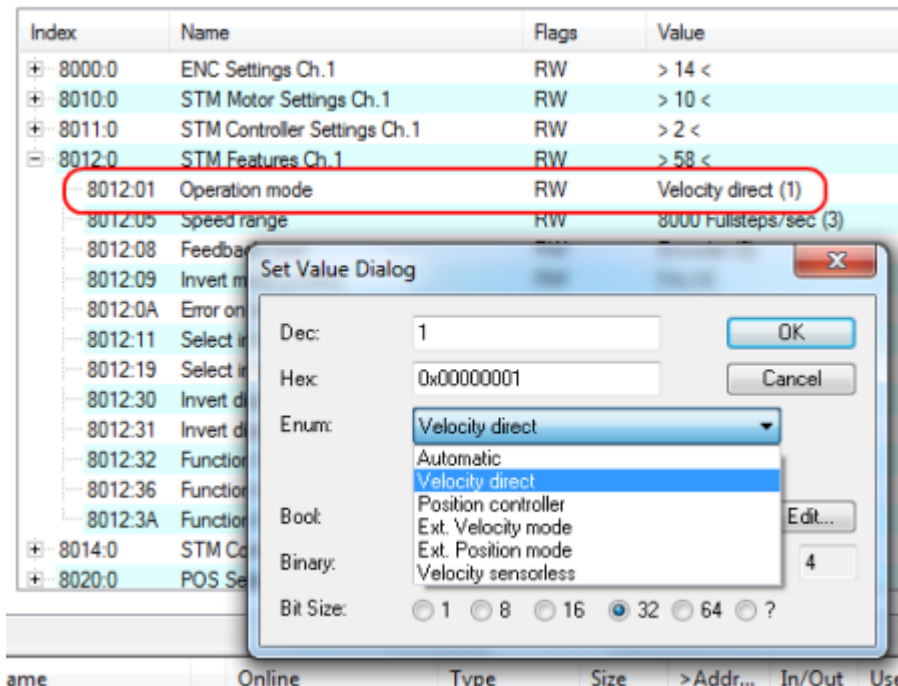 Index Name Flags Value
8000:0 ENC Settings Ch.1 RW > 14 <
8010:0 STM Motor Settings Ch.1 RW > 10 <
8011:0 STM Controller Settings Ch.1 RW > 2 <
8012:0 STM Features Ch.1 RW > 58 <
8012:01 Operation mode RW Velocity direct (1)
8012:05 Speed range RW 8000 Fullsteps/sec (3)
8012:08
8012:09 Invert
8012:0A Error on
8012:11 Select
8012:19 Select
8012:30 Invert
8012:31 Invert
8012:32
8012:36
8012:3A
8014:0 STM
8020:0 POS
Set Value Dialog
Dec: 1 OK
Hex: 0x00000001 Cancel
Enum: Velocity direct
Automatic
Velocity direct
Position controller
Ext. Velocity mode
Ext. Position mode
Velocity sensorless
Bool: Edit...
Binary: 4
Bit Size: 1 8 16 32 64 ?
Online Type Size >Addr... In/Out